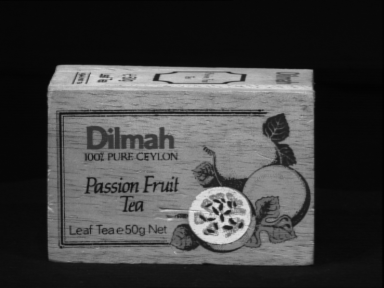 Dilmah
100% PURE CEYLON
Passion Fruit
Tea
Leaf Tea e 50g Net